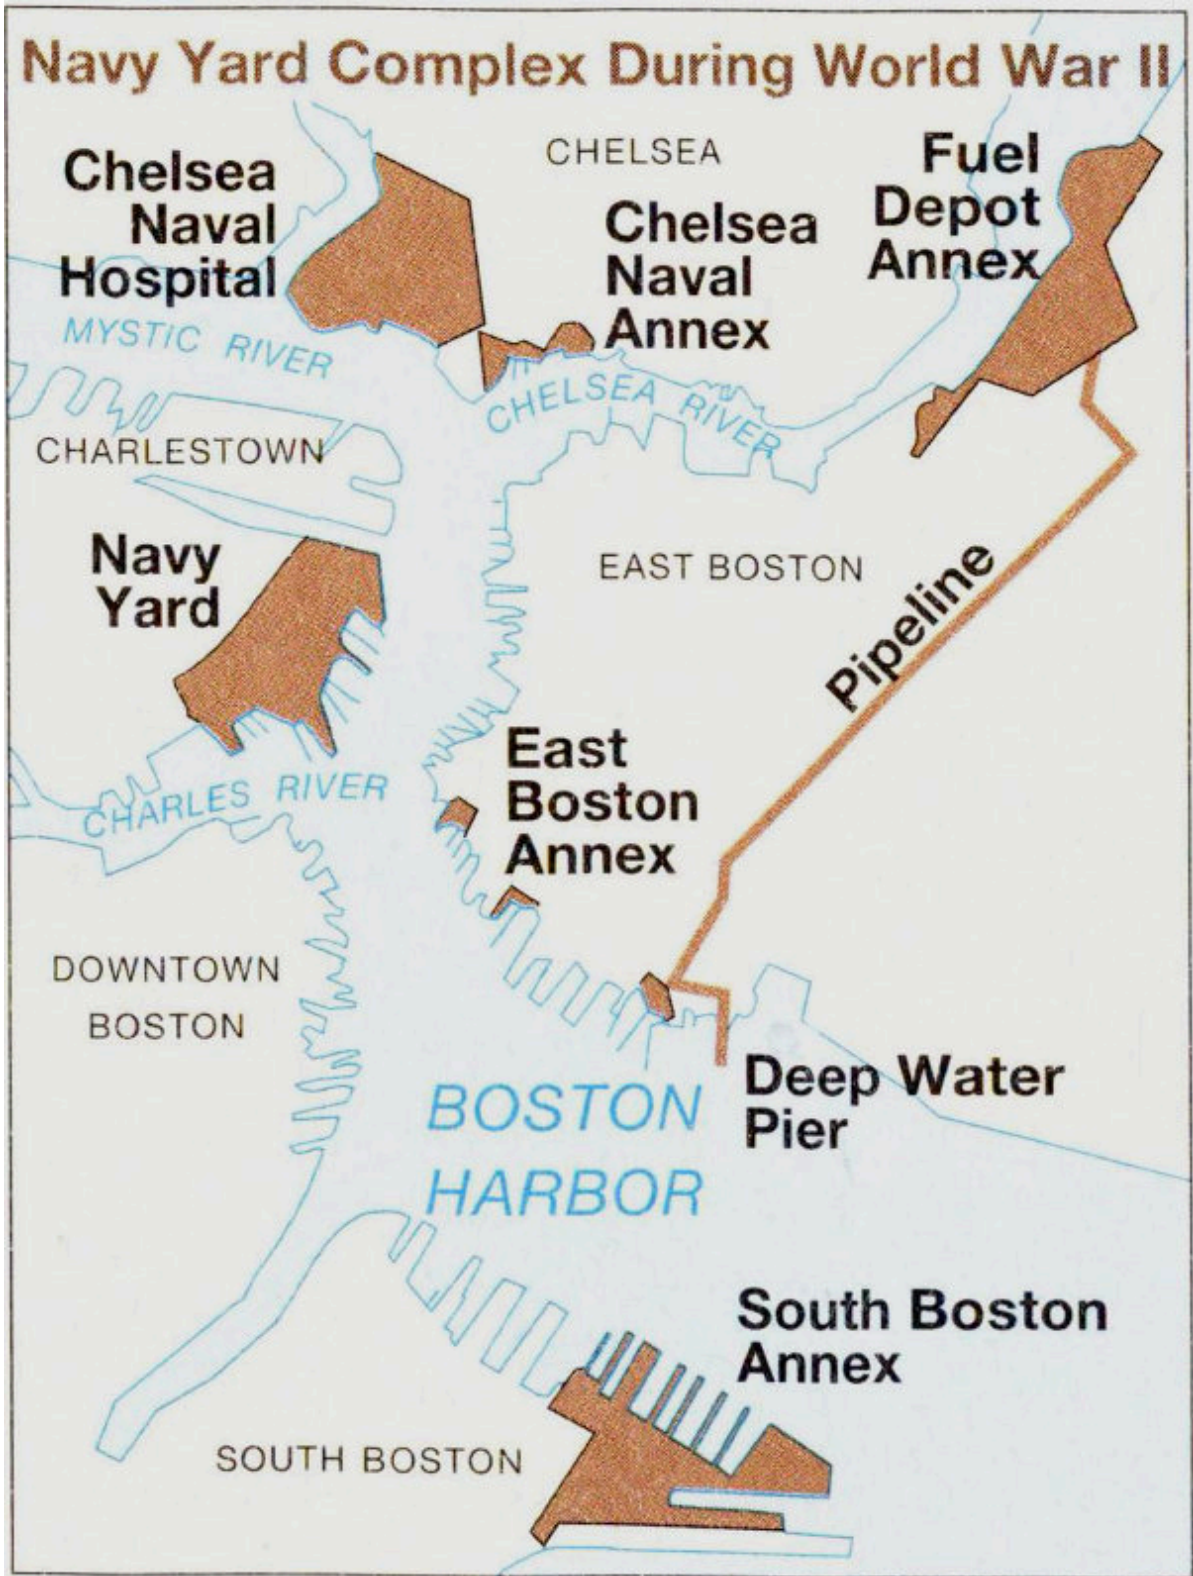 Navy Yard Complex During World War II
CHELSEA
Chelsea
Naval
Hospital
Chelsea
Naval
Annex
Fuel
Depot
Annex
MYSTIC RIVER
CHELSEA RIVER
CHARLESTOWN
Navy
Yard
EAST BOSTON
Pipeline
East
Boston
Annex
CHARLES RIVER
DOWNTOWN
BOSTON
Deep Water
Pier
BOSTON
HARBOR
South Boston
Annex
SOUTH BOSTON